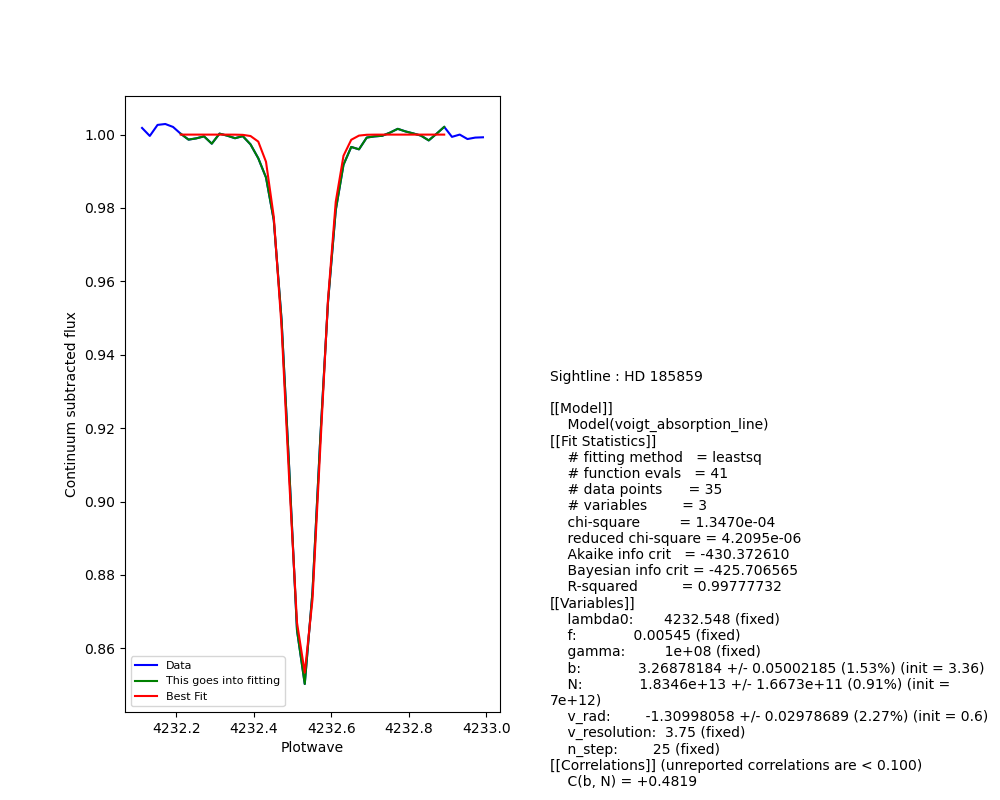 1.00
0.98
0.96
0.94
0.92
0.90
0.88
0.86
Continuum subtracted flux
Data
This goes into fitting
Best Fit
4232.2
4232.4
4232.6
4232.8
4233.0
Plotwave
Sightline : HD 185859
[[Model]]
Model(voigt_absorption_line)
[[Fit Statistics]]
# fitting method = leastsq
# function evals = 41
# data points = 35
# variables = 3
chi-square = 1.3470e-04
reduced chi-square = 4.2095e-06
Akaike info crit = -430.372610
Bayesian info crit = -425.706565
R-squared = 0.99777732
[[Variables]]
lambda0: 4232.548 (fixed)
f: 0.00545 (fixed)
gamma: 1e+08 (fixed)
b: 3.26878184 +/- 0.05002185 (1.53%) (init = 3.36)
N: 1.8346e+13 +/- 1.6673e+11 (0.91%) (init =
7e+12)
v_rad: -1.30998058 +/- 0.02978689 (2.27%) (init = 0.6)
v_resolution: 3.75 (fixed)
n_step: 25 (fixed)
[[Correlations]] (unreported correlations are < 0.100)
C(b, N) = +0.4819